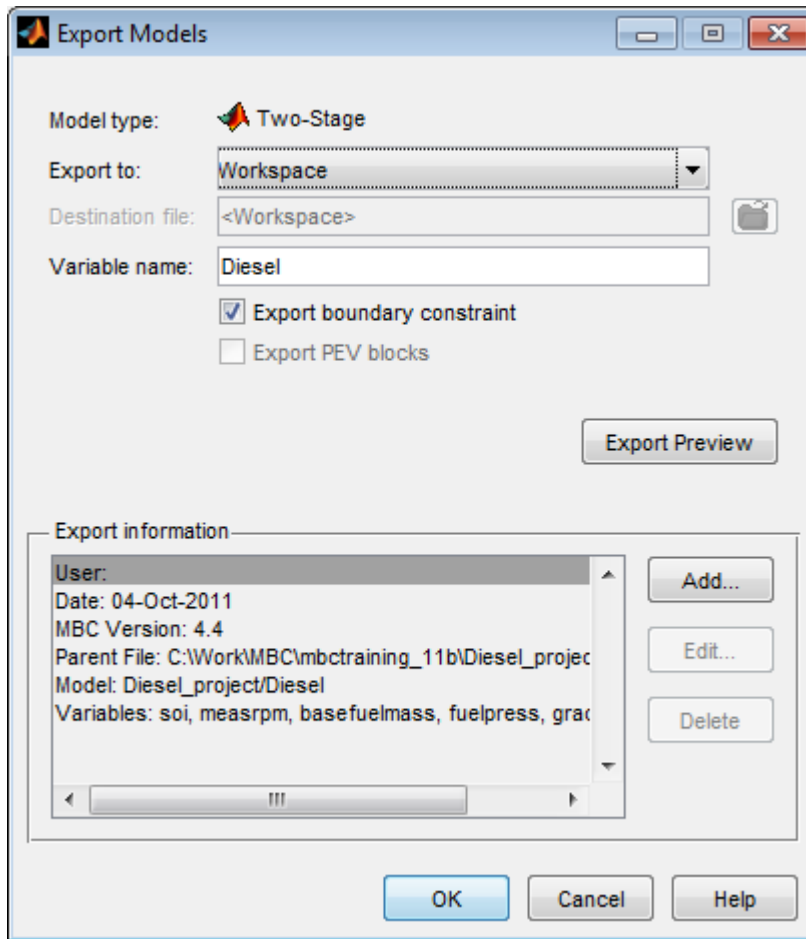 Export Models
Model type: Two-Stage
Export to: Workspace
Destination file: <Workspace>
Variable name: Diesel
Export boundary constraint
Export PEV blocks
Export Preview
Export information
User:
Date: 04-Oct-2011
MBC Version: 4.4
Parent File: C:\Work\MBC\mbctraining_11b\Diesel_projec
Model: Diesel_project/Diesel
Variables: soi, measrpm, basefuelmass, fuelpress, grac
Add...
Edit...
Delete
OK Cancel Help